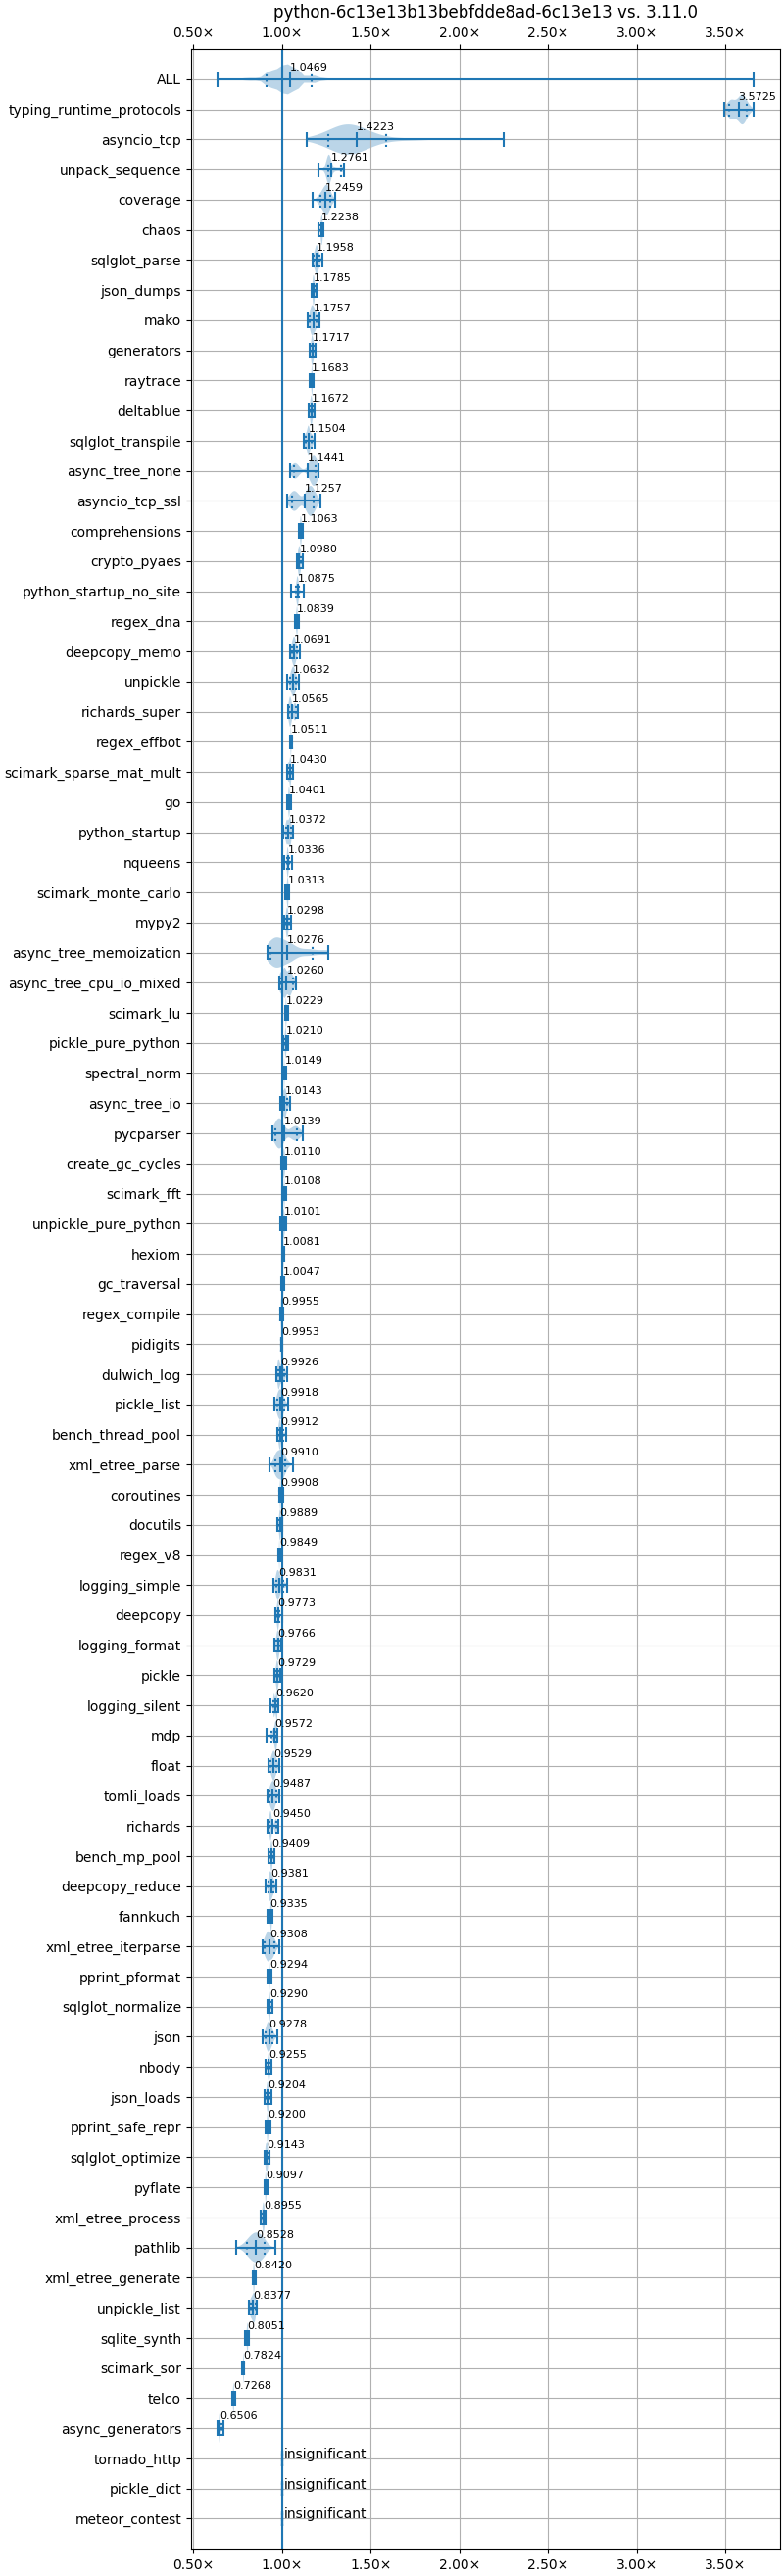 python-6c13e13b13bebfdde8ad-6c13e13 vs. 3.11.0
0.50× 1.00× 1.50× 2.00× 2.50× 3.00× 3.50×
ALL 1.0469
typing_runtime_protocols 3.5725
asyncio_tcp 1.4223
unpack_sequence 1.2761
coverage 1.2459
chaos 1.2238
sqlglot_parse 1.1958
json_dumps 1.1785
mako 1.1757
generators 1.1717
raytrace 1.1683
deltablue 1.1672
sqlglot_transpile 1.1504
async_tree_none 1.1441
asyncio_tcp_ssl 1.1257
comprehensions 1.1063
crypto_pyaes 1.0980
python_startup_no_site 1.0875
regex_dna 1.0839
deepcopy_memo 1.0691
unpickle 1.0632
richards_super 1.0565
regex_effbot 1.0511
scimark_sparse_mat_mult 1.0430
go 1.0401
python_startup 1.0372
nqueens 1.0336
scimark_monte_carlo 1.0313
mypy2 1.0298
async_tree_memoization 1.0276
async_tree_cpu_io_mixed 1.0260
scimark_lu 1.0229
pickle_pure_python 1.0210
spectral_norm 1.0149
async_tree_io 1.0143
pycparser 1.0139
create_gc_cycles 1.0110
scimark_fft 1.0108
unpickle_pure_python 1.0101
hexiom 1.0081
gc_traversal 1.0047
regex_compile 0.9955
pidigits 0.9953
dulwich_log 0.9926
pickle_list 0.9918
bench_thread_pool 0.9912
xml_etree_parse 0.9910
coroutines 0.9908
docutils 0.9889
regex_v8 0.9849
logging_simple 0.9831
deepcopy 0.9773
logging_format 0.9766
pickle 0.9729
logging_silent 0.9620
mdp 0.9572
float 0.9529
tomli_loads 0.9487
richards 0.9450
bench_mp_pool 0.9409
deepcopy_reduce 0.9381
fannkuch 0.9335
xml_etree_iterparse 0.9308
pprint_pformat 0.9294
sqlglot_normalize 0.9290
json 0.9278
nbody 0.9255
json_loads 0.9204
pprint_safe_repr 0.9200
sqlglot_optimize 0.9143
pyflate 0.9097
xml_etree_process 0.8955
pathlib 0.8528
xml_etree_generate 0.8420
unpickle_list 0.8377
sqlite_synth 0.8051
scimark_sor 0.7824
telco 0.7268
async_generators 0.6506
tornado_http insignificant
pickle_dict insignificant
meteor_contest insignificant
0.50× 1.00× 1.50× 2.00× 2.50× 3.00× 3.50×